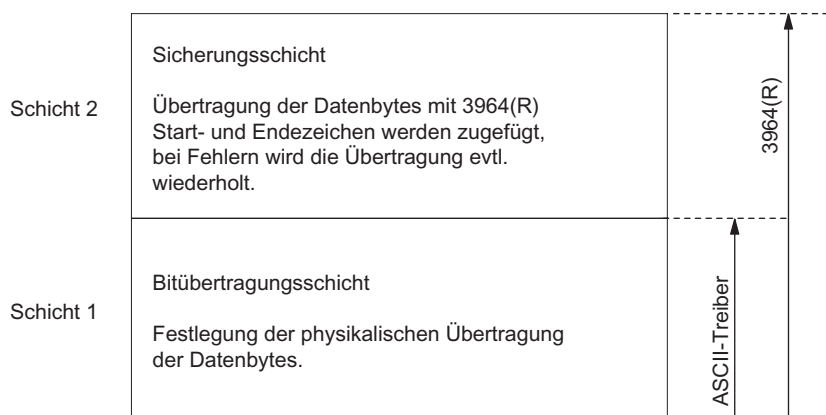 Schicht 2
Sicherungsschicht
Übertragung der Datenbytes mit 3964(R)
Start- und Endezeichen werden zugefügt,
bei Fehlern wird die Übertragung evtl.
wiederholt.
3964(R)
Schicht 1
Bitübertragungsschicht
Festlegung der physikalischen Übertragung
der Datenbytes.
ASCII-Treiber